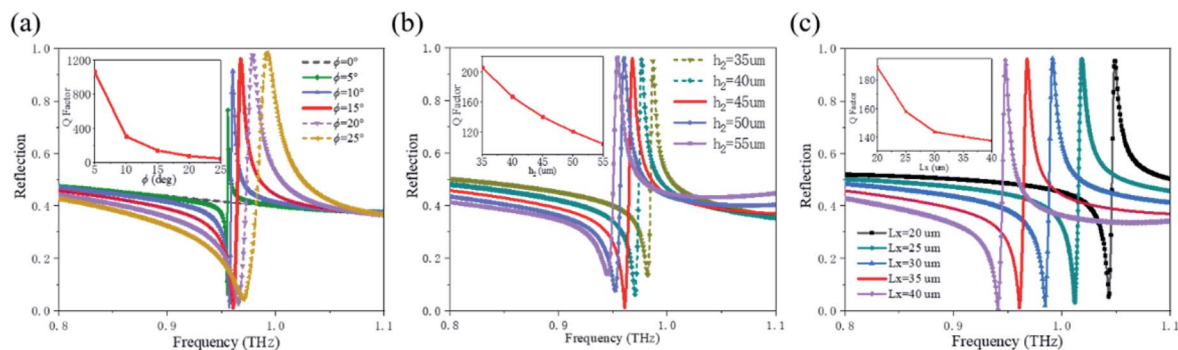 (a)
Reflection
1.0
0.8
0.6
0.4
0.2
0.0
0.8
0.9
1.0
1.1
Frequency (THz)
Q Factor
1200
800
400
0
5
10
15
20
25
ϕ (deg)
ϕ=0°
ϕ=5°
ϕ=10°
ϕ=15°
ϕ=20°
ϕ=25°
(b)
Reflection
1.0
0.8
0.6
0.4
0.2
0.0
0.8
0.9
1.0
1.1
Frequency (THz)
Q Factor
200
160
120
35
40
45
50
55
h₂ (um)
h₂=35um
h₂=40um
h₂=45um
h₂=50um
h₂=55um
(c)
Reflection
1.0
0.8
0.6
0.4
0.2
0.0
0.8
0.9
1.0
1.1
Frequency (THz)
Q Factor
180
160
140
20
25
30
35
40
Lx (um)
Lx=20 um
Lx=25 um
Lx=30 um
Lx=35 um
Lx=40 um